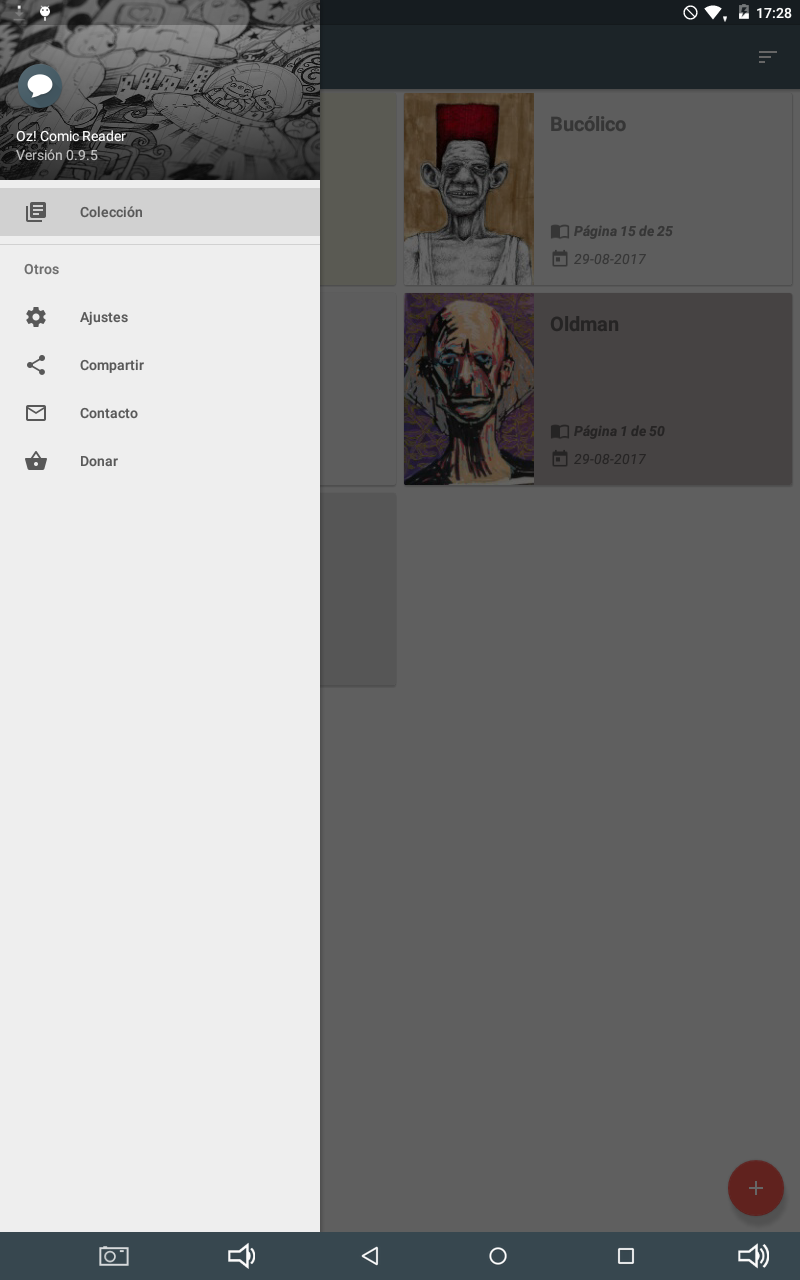 17:28
Oz! Comic Reader
Versión 0.9.5
Colección
Otros
Ajustes
Compartir
Contacto
Donar
Bucólico
Página 15 de 25
29-08-2017
Oldman
Página 1 de 50
29-08-2017